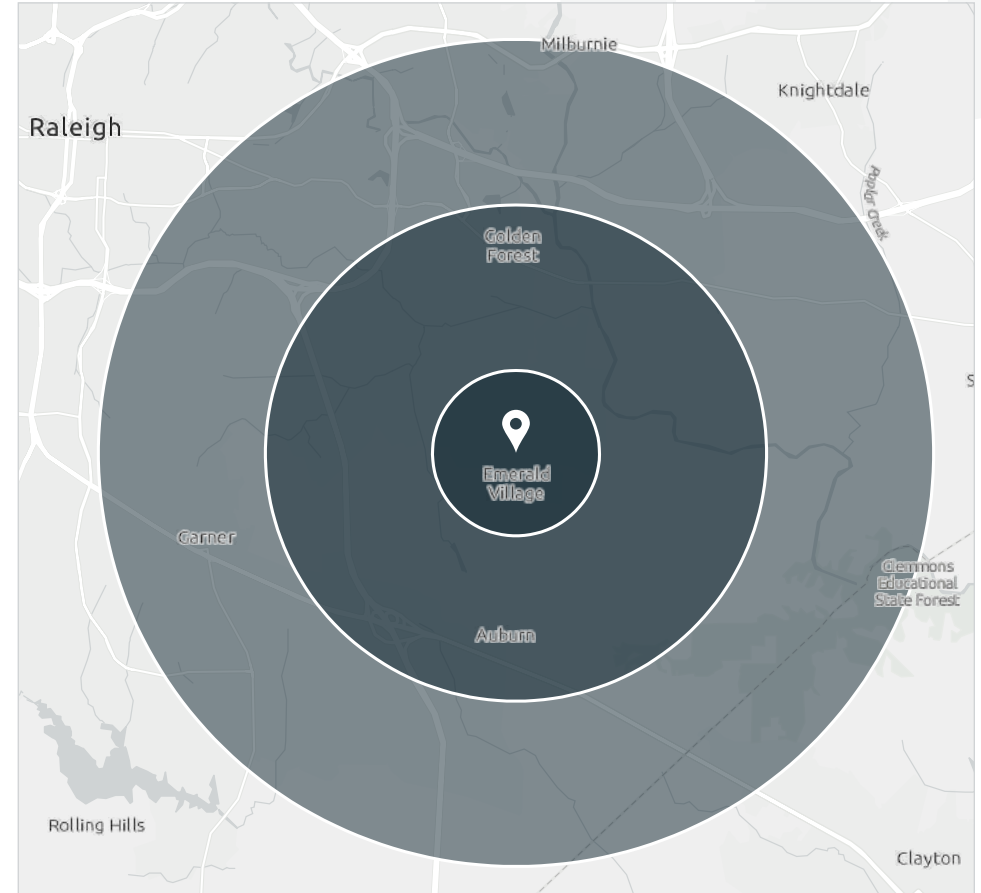 Milburnie
Knightdale
Raleigh
Poplar Creek
Golden
Forest
S
Emerald
Village
Garner
Clemmons
Educational
State Forest
Auburn
Rolling Hills
Clayton